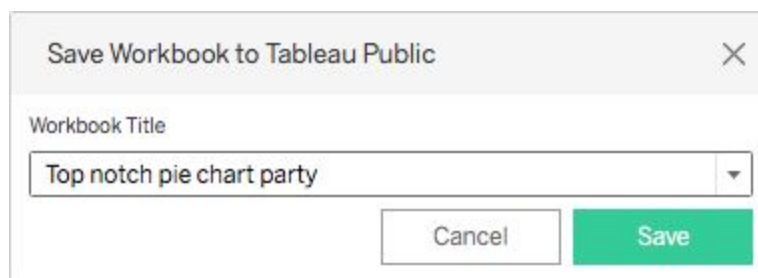 Save Workbook to Tableau Public
Workbook Title
Top notch pie chart party
Cancel Save